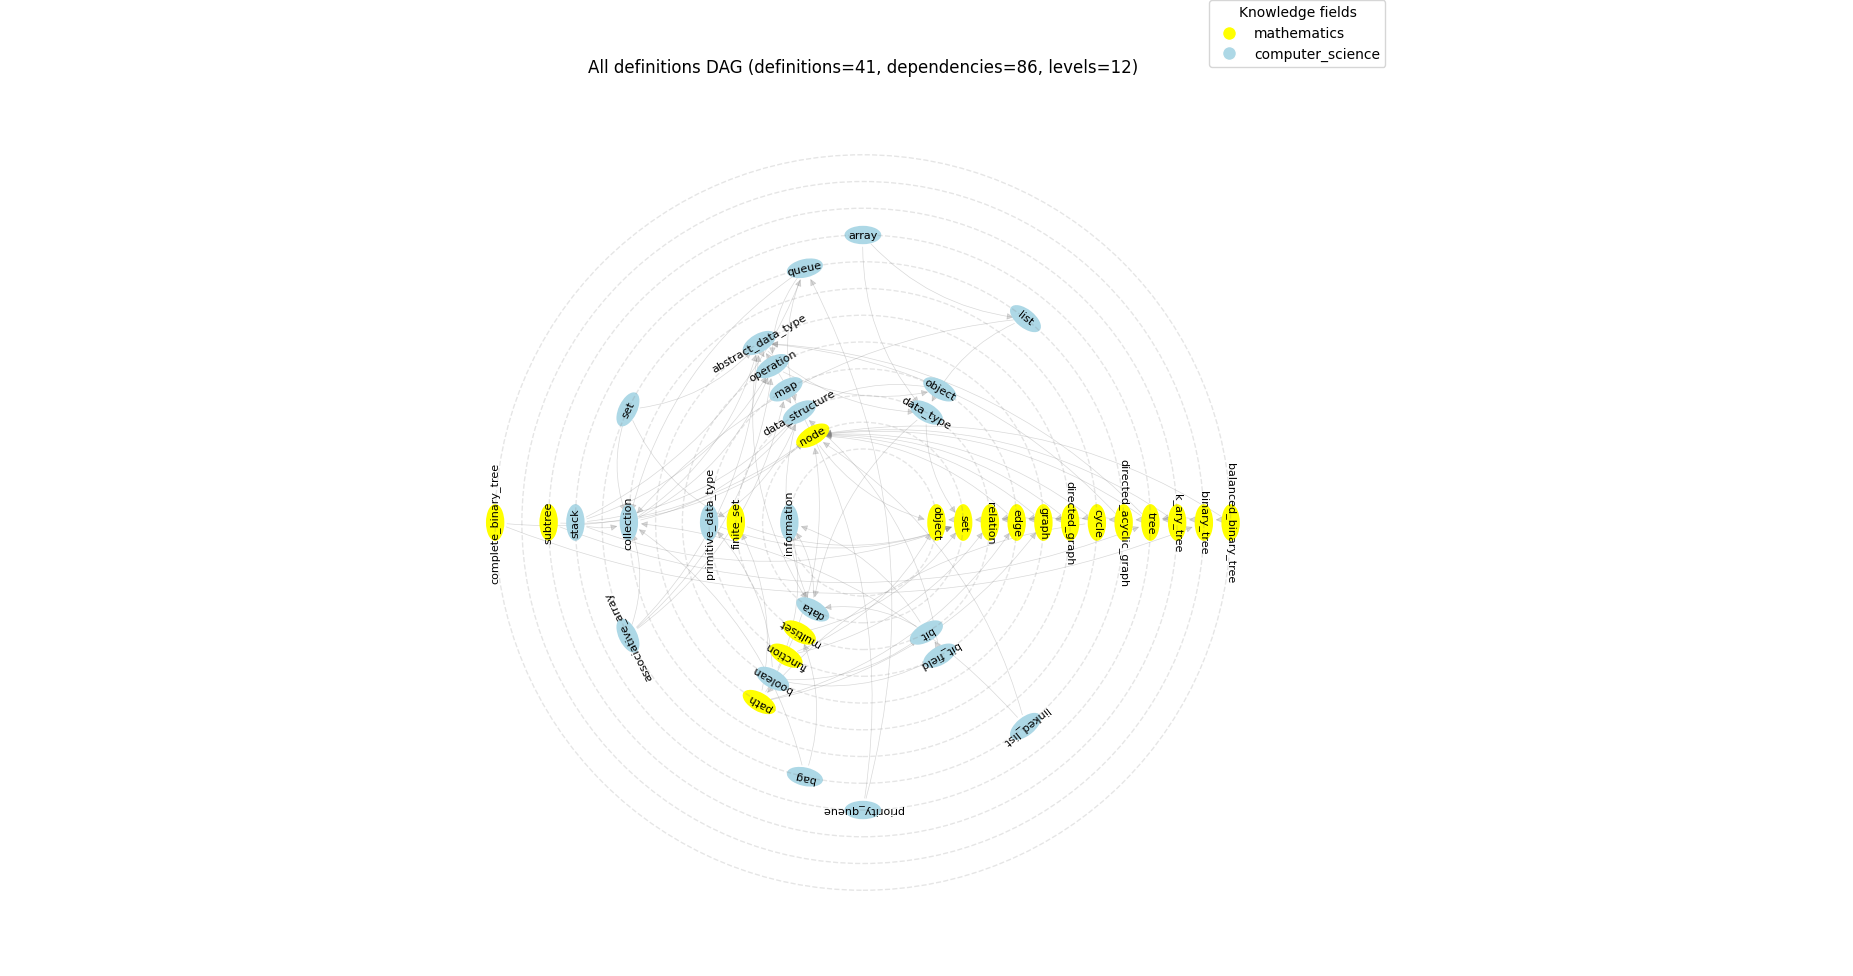 Knowledge fields
mathematics
computer_science
All definitions DAG (definitions=41, dependencies=86, levels=12)
array
queue
list
abstract_data_type
operation
map
object
set
data_structure
data_type
node
complete_binary_tree
subtree
stack
collection
primitive_data_type
finite_set
information
object
set
relation
edge
graph
directed_graph
cycle
directed_acyclic_graph
tree
k_ary_tree
binary_tree
balanced_binary_tree
data
multiset
bit
associative_array
function
bit_field
boolean
path
linked_list
bag
priority_queue